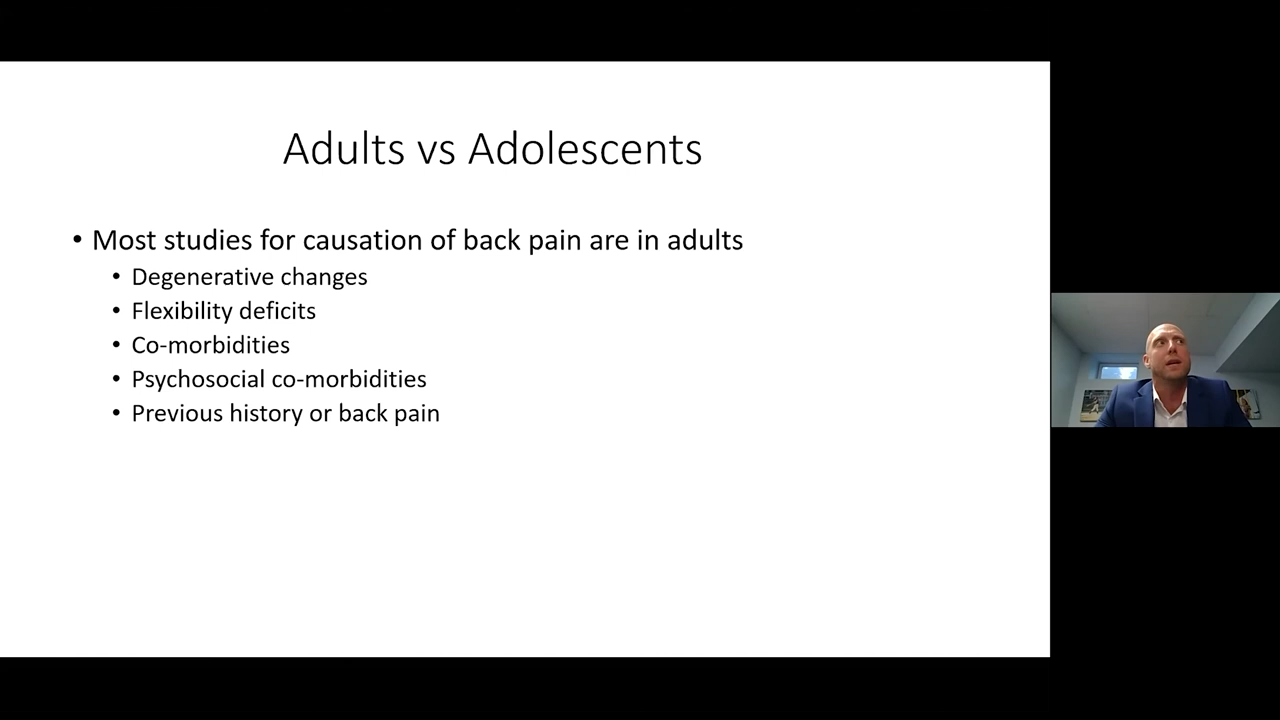 Adults vs Adolescents
• Most studies for causation of back pain are in adults
• Degenerative changes
• Flexibility deficits
• Co-morbidities
• Psychosocial co-morbidities
• Previous history or back pain